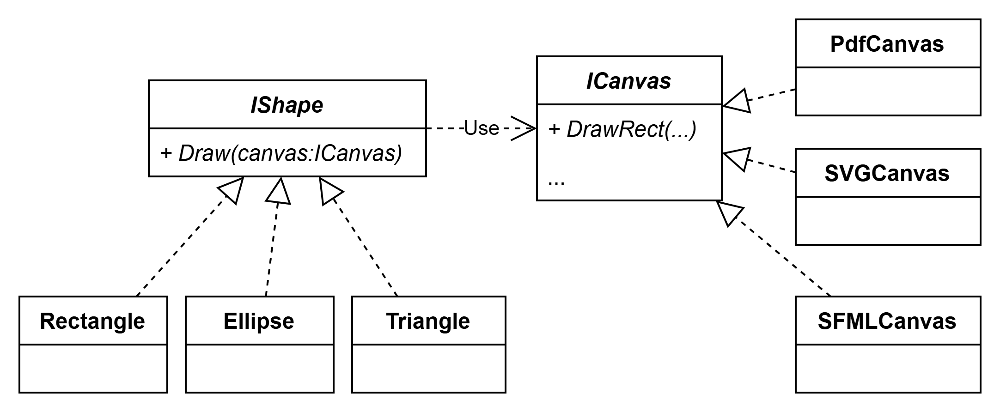 IShape
+ Draw(canvas:ICanvas)
Use
ICanvas
+ DrawRect(...)
...
PdfCanvas
SVGCanvas
SFMLCanvas
Rectangle
Ellipse
Triangle